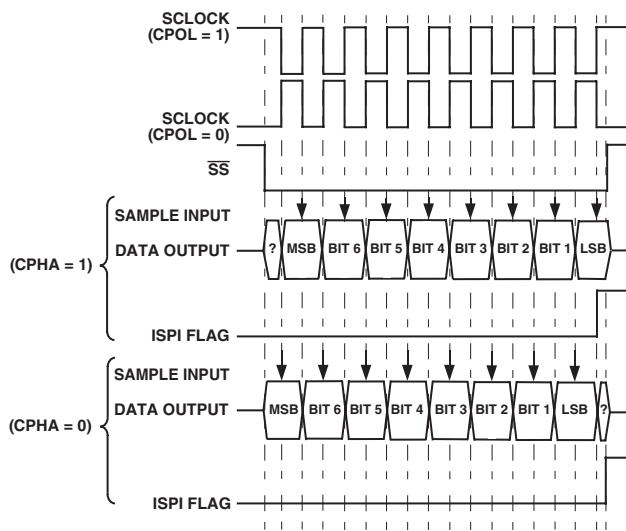 SCLOCK
(CPOL = 1)
SCLOCK
(CPOL = 0)
SS
(CPHA = 1)
SAMPLE INPUT
DATA OUTPUT
? MSB BIT 6 BIT 5 BIT 4 BIT 3 BIT 2 BIT 1 LSB
ISPI FLAG
(CPHA = 0)
SAMPLE INPUT
DATA OUTPUT
MSB BIT 6 BIT 5 BIT 4 BIT 3 BIT 2 BIT 1 LSB ?
ISPI FLAG